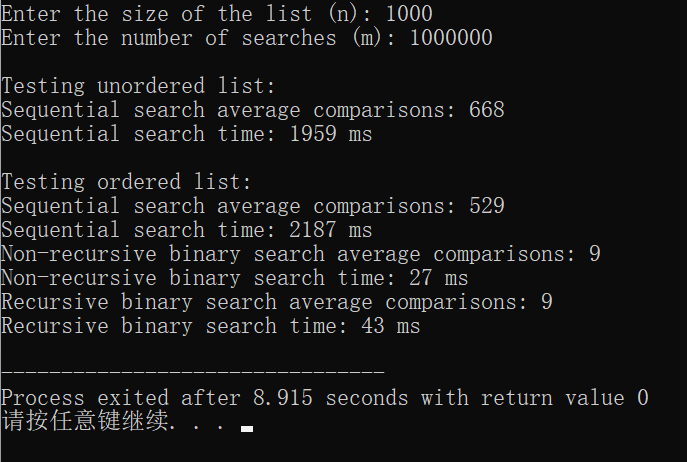 Enter the size of the list (n): 1000
Enter the number of searches (m): 1000000
Testing unordered list:
Sequential search average comparisons: 668
Sequential search time: 1959 ms
Testing ordered list:
Sequential search average comparisons: 529
Sequential search time: 2187 ms
Non-recursive binary search average comparisons: 9
Non-recursive binary search time: 27 ms
Recursive binary search average comparisons: 9
Recursive binary search time: 43 ms
--------------------------------
Process exited after 8.915 seconds with return value 0
请按任意键继续. . .